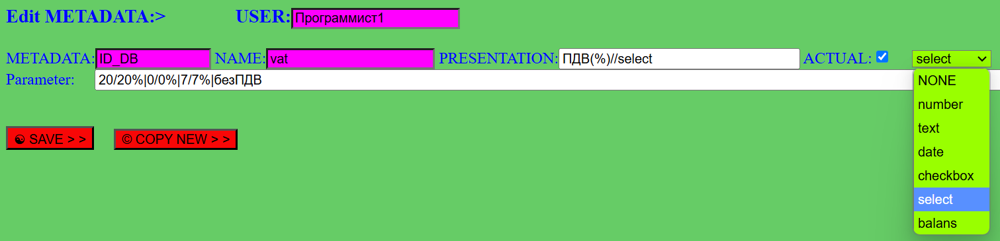 Edit METADATA:> USER: Программист1
METADATA: ID_DB NAME: vat PRESENTATION: ПДВ(%)//select ACTUAL: select
Parameter: 20/20%|0/0%|7/7%|безПДВ
NONE
number
text
date
checkbox
select
balans
☯ SAVE > > © COPY NEW > >